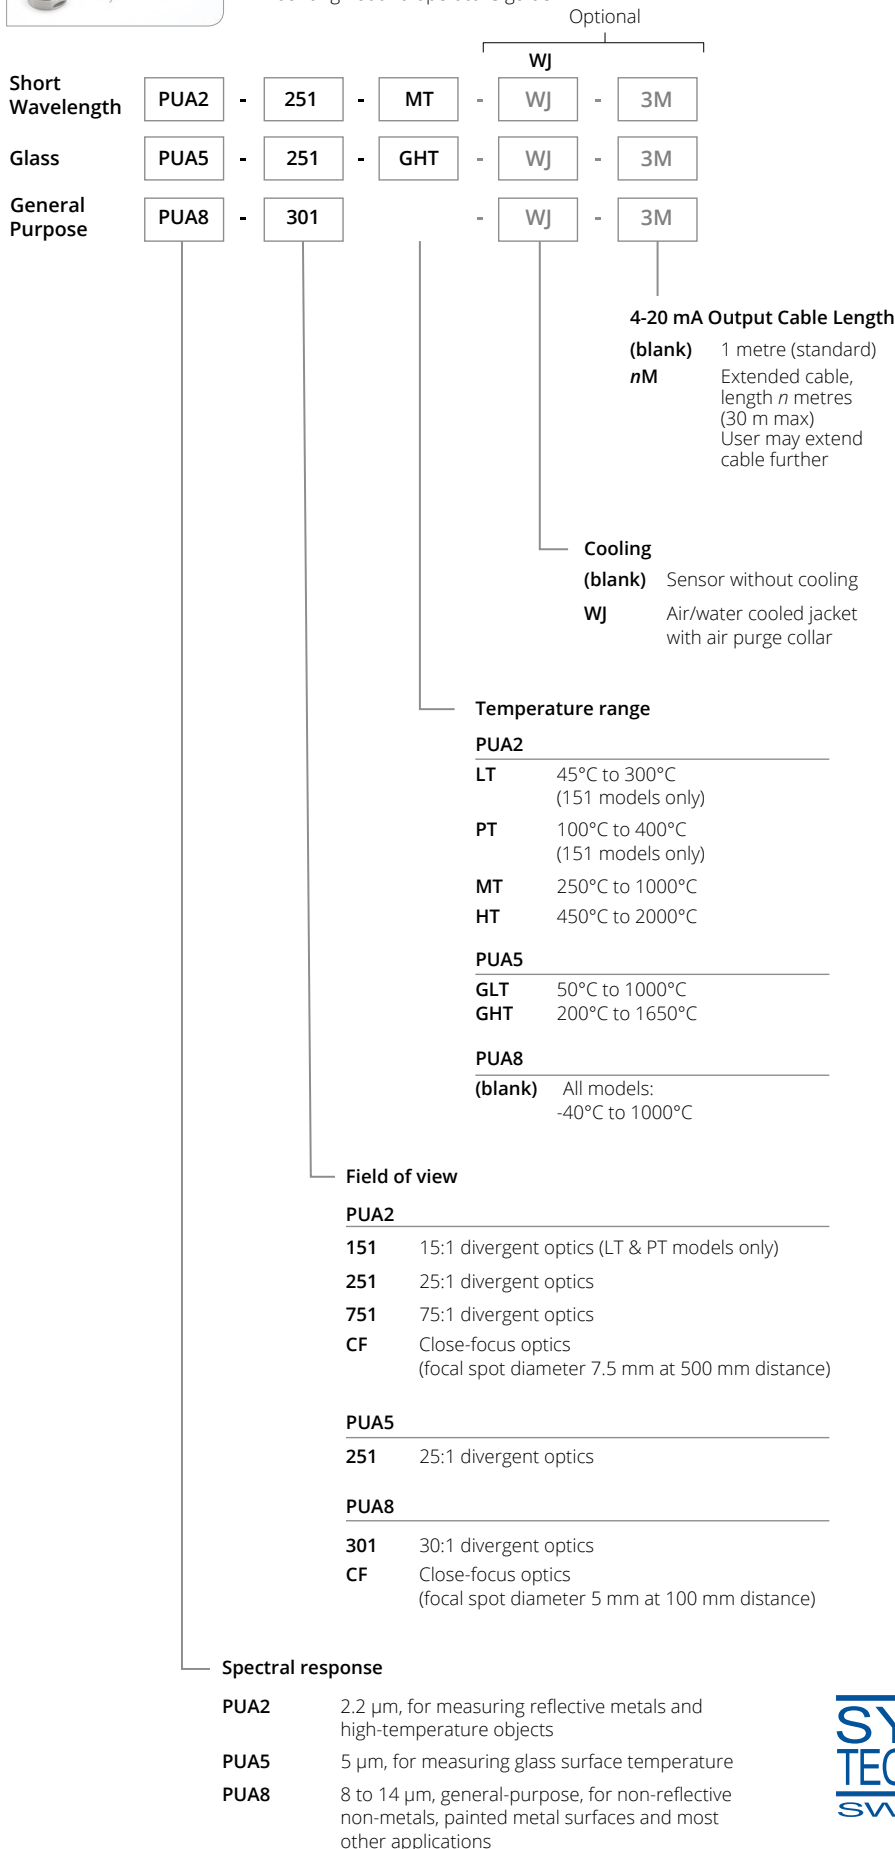 Optional
WJ
Short
Wavelength
PUA2 - 251 - MT - WJ - 3M
Glass
PUA5 - 251 - GHT - WJ - 3M
General
Purpose
PUA8 - 301 - WJ - 3M
4-20 mA Output Cable Length
(blank) 1 metre (standard)
nM Extended cable,
length n metres
(30 m max)
User may extend
cable further
Cooling
(blank) Sensor without cooling
WJ Air/water cooled jacket
with air purge collar
Temperature range
PUA2
LT 45°C to 300°C
(151 models only)
PT 100°C to 400°C
(151 models only)
MT 250°C to 1000°C
HT 450°C to 2000°C
PUA5
GLT 50°C to 1000°C
GHT 200°C to 1650°C
PUA8
(blank) All models:
-40°C to 1000°C
Field of view
PUA2
151 15:1 divergent optics (LT & PT models only)
251 25:1 divergent optics
751 75:1 divergent optics
CF Close-focus optics
(focal spot diameter 7.5 mm at 500 mm distance)
PUA5
251 25:1 divergent optics
PUA8
301 30:1 divergent optics
CF Close-focus optics
(focal spot diameter 5 mm at 100 mm distance)
Spectral response
PUA2 2.2 µm, for measuring reflective metals and
high-temperature objects
PUA5 5 µm, for measuring glass surface temperature
PUA8 8 to 14 µm, general-purpose, for non-reflective
non-metals, painted metal surfaces and most
other applications